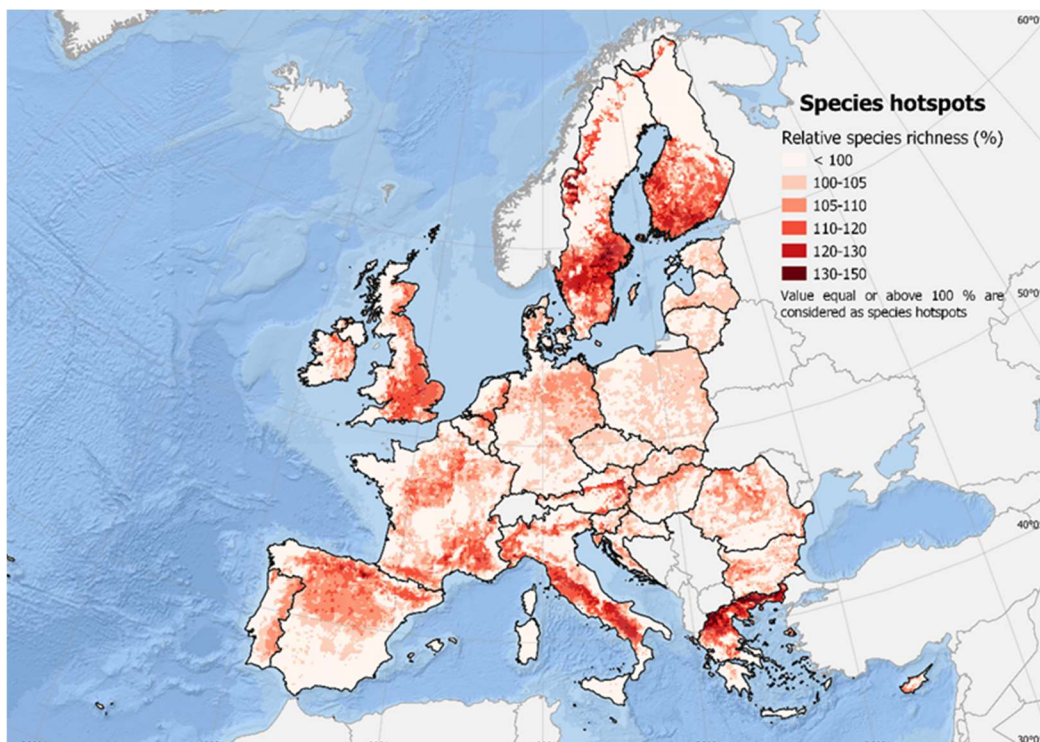 60°0
Species hotspots
Relative species richness (%)
< 100
100-105
105-110
110-120
120-130
130-150
Value equal or above 100 % are
considered as species hotspots
50°0
40°0
30°0